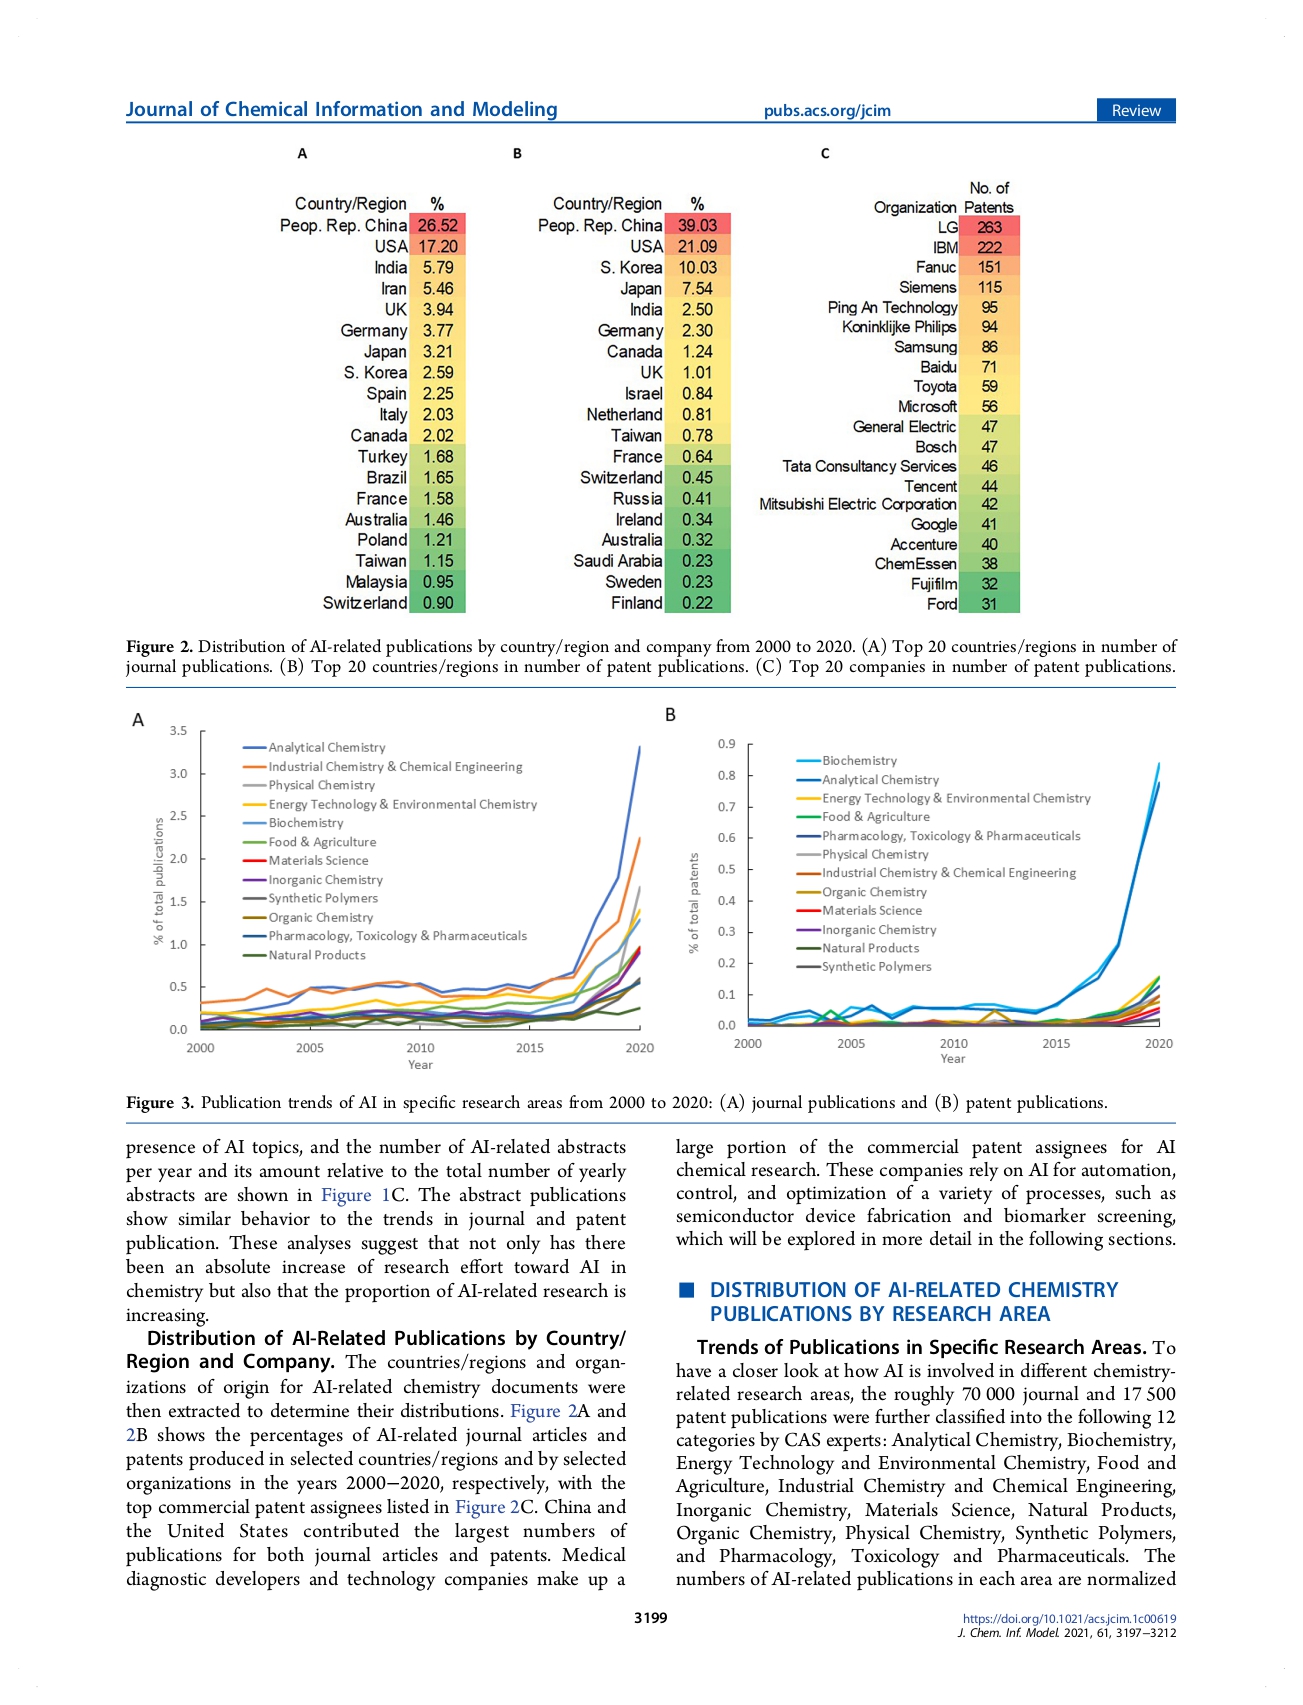 Journal of Chemical Information and Modeling
pubs.acs.org/jcim
Review
A
Country/Region %
Peop. Rep. China 26.52
USA 17.20
India 5.79
Iran 5.46
UK 3.94
Germany 3.77
Japan 3.21
S. Korea 2.59
Spain 2.25
Italy 2.03
Canada 2.02
Turkey 1.68
Brazil 1.65
France 1.58
Australia 1.46
Poland 1.21
Taiwan 1.15
Malaysia 0.95
Switzerland 0.90
B
Country/Region %
Peop. Rep. China 39.03
USA 21.09
S. Korea 10.03
Japan 7.54
India 2.50
Germany 2.30
Canada 1.24
UK 1.01
Israel 0.84
Netherland 0.81
Taiwan 0.78
France 0.64
Switzerland 0.45
Russia 0.41
Ireland 0.34
Australia 0.32
Saudi Arabia 0.23
Sweden 0.23
Finland 0.22
C
No. of
Organization Patents
LG 263
IBM 222
Fanuc 151
Siemens 115
Ping An Technology 95
Koninklijke Philips 94
Samsung 86
Baidu 71
Toyota 59
Microsoft 56
General Electric 47
Bosch 47
Tata Consultancy Services 46
Tencent 44
Mitsubishi Electric Corporation 42
Google 41
Accenture 40
ChemEssen 38
Fujifilm 32
Ford 31
Figure 2. Distribution of AI-related publications by country/region and company from 2000 to 2020. (A) Top 20 countries/regions in number of
journal publications. (B) Top 20 countries/regions in number of patent publications. (C) Top 20 companies in number of patent publications.
A
3.5
3.0
2.5
2.0
1.5
1.0
0.5
0.0
% of total publications
Analytical Chemistry
Industrial Chemistry & Chemical Engineering
Physical Chemistry
Energy Technology & Environmental Chemistry
Biochemistry
Food & Agriculture
Materials Science
Inorganic Chemistry
Synthetic Polymers
Organic Chemistry
Pharmacology, Toxicology & Pharmaceuticals
Natural Products
2000 2005 2010 2015 2020
Year
B
0.9
0.8
0.7
0.6
0.5
0.4
0.3
0.2
0.1
0.0
% of total patents
Biochemistry
Analytical Chemistry
Energy Technology & Environmental Chemistry
Food & Agriculture
Pharmacology, Toxicology & Pharmaceuticals
Physical Chemistry
Industrial Chemistry & Chemical Engineering
Organic Chemistry
Materials Science
Inorganic Chemistry
Natural Products
Synthetic Polymers
2000 2005 2010 2015 2020
Year
Figure 3. Publication trends of AI in specific research areas from 2000 to 2020: (A) journal publications and (B) patent publications.
presence of AI topics, and the number of AI-related abstracts
per year and its amount relative to the total number of yearly
abstracts are shown in Figure 1C. The abstract publications
show similar behavior to the trends in journal and patent
publication. These analyses suggest that not only has there
been an absolute increase of research effort toward AI in
chemistry but also that the proportion of AI-related research is
increasing.
Distribution of AI-Related Publications by Country/
Region and Company. The countries/regions and organ-
izations of origin for AI-related chemistry documents were
then extracted to determine their distributions. Figure 2A and
2B shows the percentages of AI-related journal articles and
patents produced in selected countries/regions and by selected
organizations in the years 2000−2020, respectively, with the
top commercial patent assignees listed in Figure 2C. China and
the United States contributed the largest numbers of
publications for both journal articles and patents. Medical
diagnostic developers and technology companies make up a
large portion of the commercial patent assignees for AI
chemical research. These companies rely on AI for automation,
control, and optimization of a variety of processes, such as
semiconductor device fabrication and biomarker screening,
which will be explored in more detail in the following sections.
■ DISTRIBUTION OF AI-RELATED CHEMISTRY
PUBLICATIONS BY RESEARCH AREA
Trends of Publications in Specific Research Areas. To
have a closer look at how AI is involved in different chemistry-
related research areas, the roughly 70 000 journal and 17 500
patent publications were further classified into the following 12
categories by CAS experts: Analytical Chemistry, Biochemistry,
Energy Technology and Environmental Chemistry, Food and
Agriculture, Industrial Chemistry and Chemical Engineering,
Inorganic Chemistry, Materials Science, Natural Products,
Organic Chemistry, Physical Chemistry, Synthetic Polymers,
and Pharmacology, Toxicology and Pharmaceuticals. The
numbers of AI-related publications in each area are normalized
3199
https://doi.org/10.1021/acs.jcim.1c00619
J. Chem. Inf. Model. 2021, 61, 3197−3212